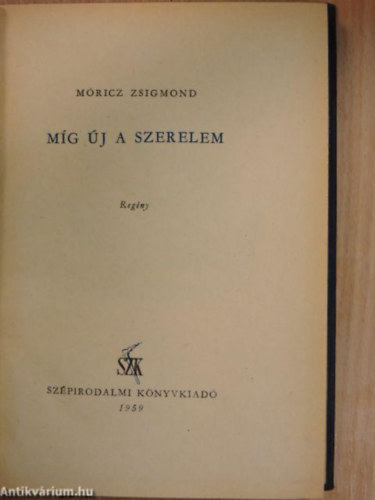 MÓRICZ ZSIGMOND
MÍG ÚJ A SZERELEM
Regény
SZK
SZÉPIRODALMI KÖNYVKIADÓ
1959
Antikvárium.hu